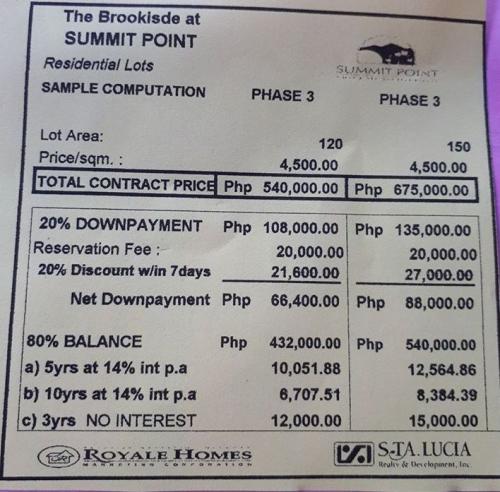 The Brookisde at
SUMMIT POINT
Residential Lots
SUMMIT POINT
SAMPLE COMPUTATION PHASE 3 PHASE 3
Lot Area: 120 150
Price/sqm. : 4,500.00 4,500.00
TOTAL CONTRACT PRICE Php 540,000.00 Php 675,000.00
20% DOWNPAYMENT Php 108,000.00 Php 135,000.00
Reservation Fee : 20,000.00 20,000.00
20% Discount w/in 7days 21,600.00 27,000.00
Net Downpayment Php 66,400.00 Php 88,000.00
80% BALANCE Php 432,000.00 Php 540,000.00
a) 5yrs at 14% int p.a 10,051.88 12,564.86
b) 10yrs at 14% int p.a 6,707.51 8,384.39
c) 3yrs NO INTEREST 12,000.00 15,000.00
ROYALE HOMES
MARKETING CORPORATION
STA. LUCIA
Realty & Development, Inc.